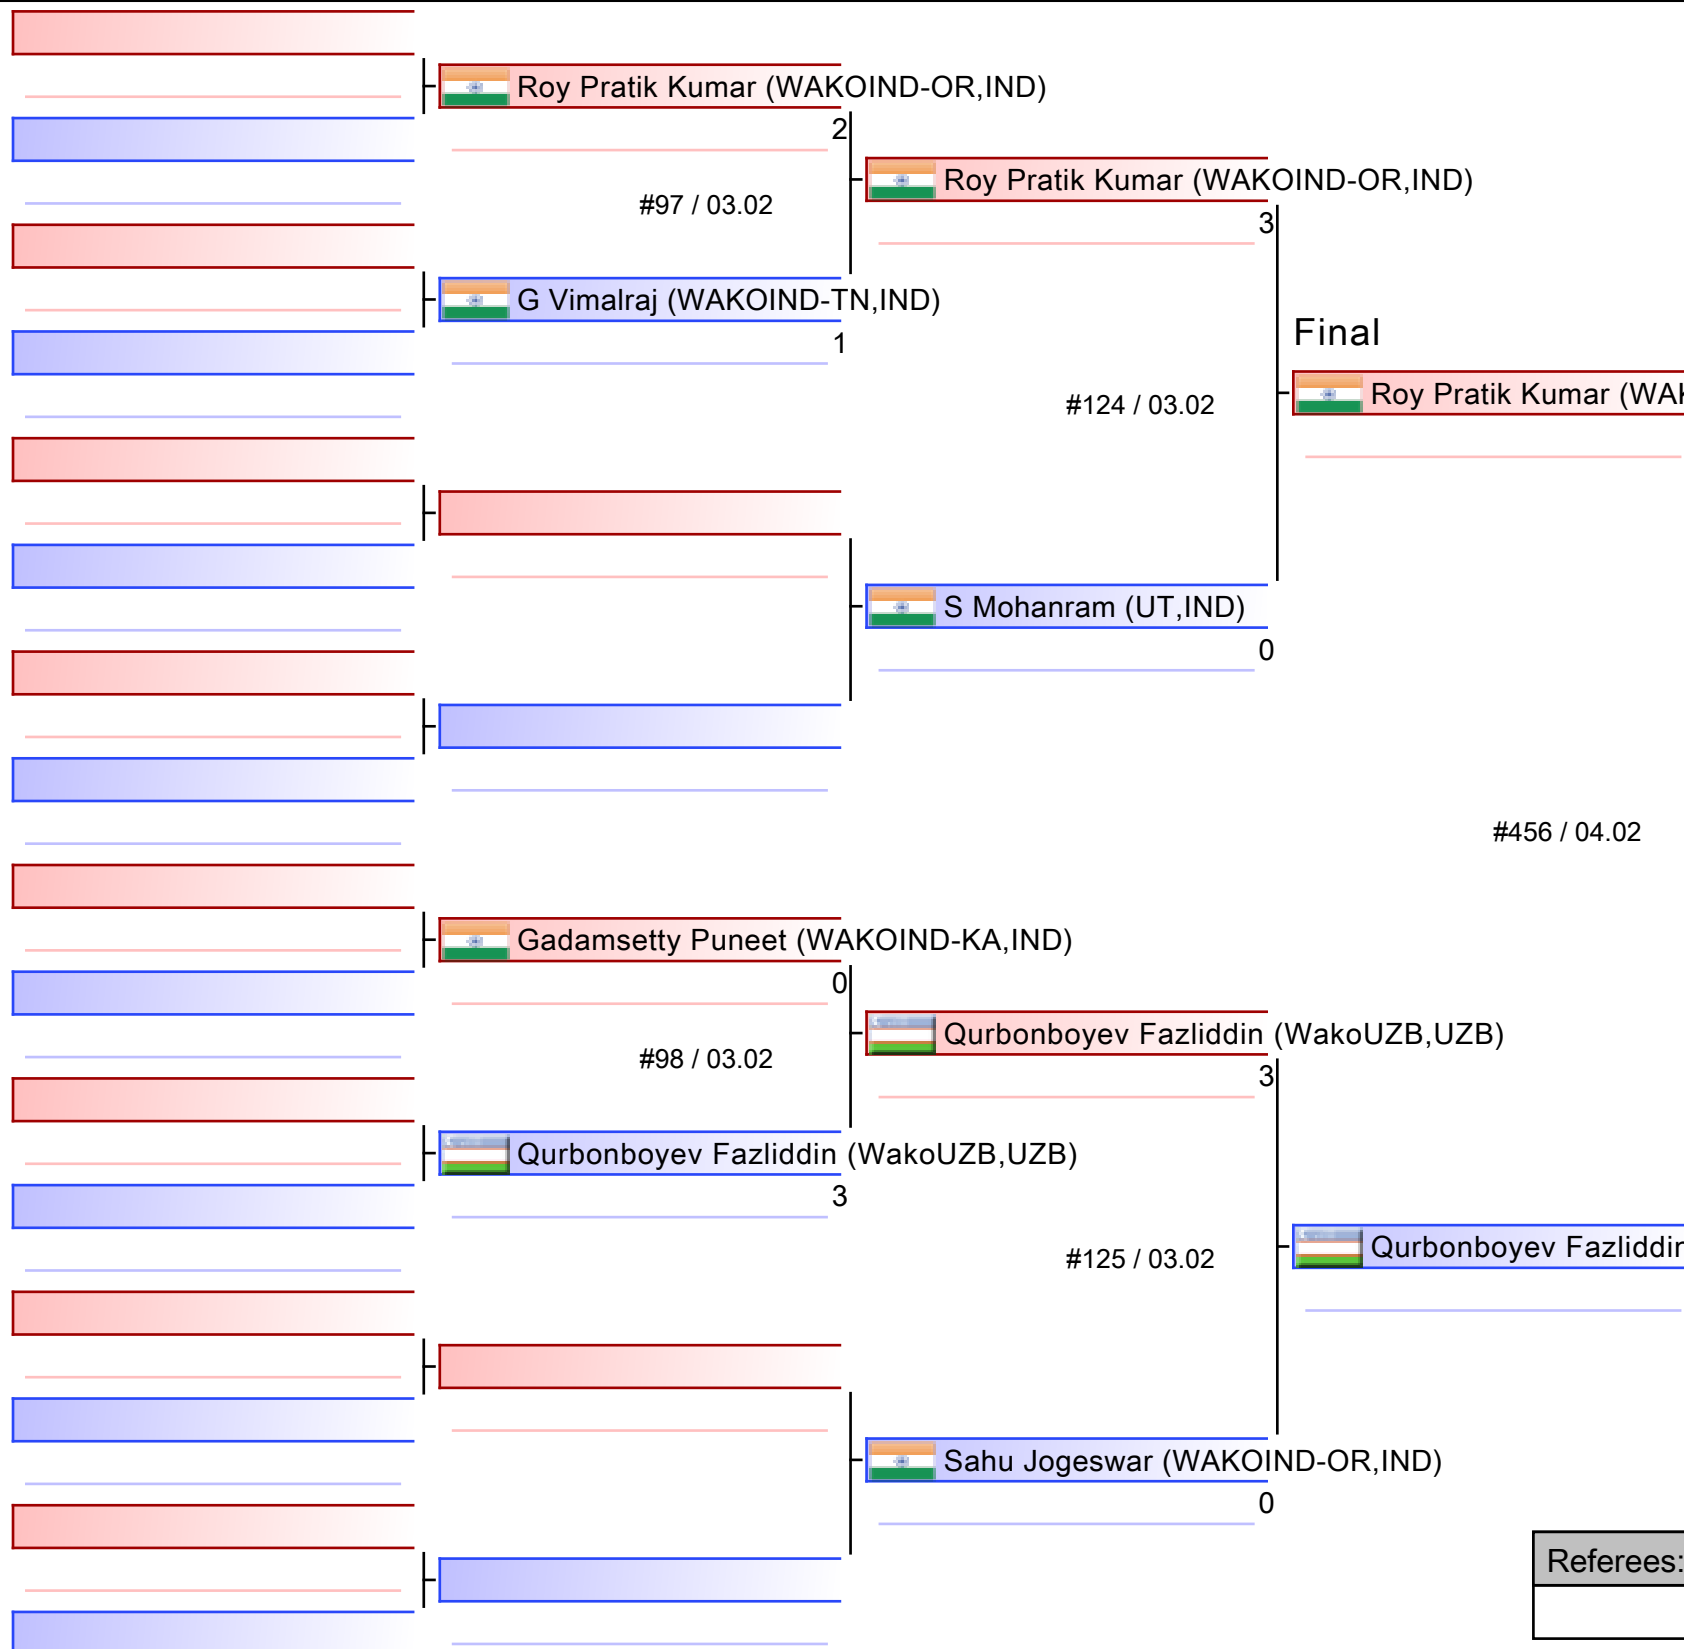 Roy Pratik Kumar (WAKOIND-OR,IND)
2
#97 / 03.02
G Vimalraj (WAKOIND-TN,IND)
1
Roy Pratik Kumar (WAKOIND-OR,IND)
3
#124 / 03.02
S Mohanram (UT,IND)
0
Final
Roy Pratik Kumar (WAK
#456 / 04.02
Gadamsetty Puneet (WAKOIND-KA,IND)
0
#98 / 03.02
Qurbonboyev Fazliddin (WakoUZB,UZB)
3
Qurbonboyev Fazliddin (WakoUZB,UZB)
3
#125 / 03.02
Sahu Jogeswar (WAKOIND-OR,IND)
0
Qurbonboyev Fazliddin
Referees: